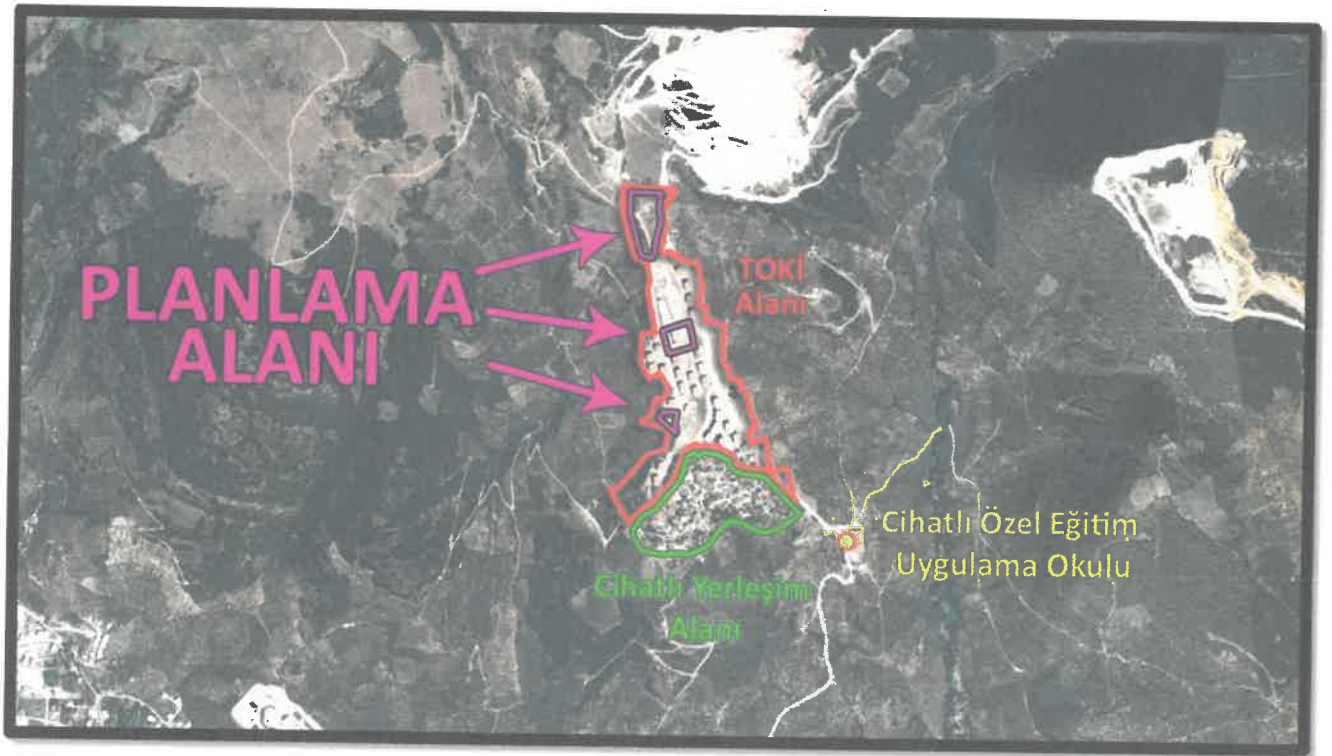 PLANLAMA
ALANI
TOKİ
Alanı
Cihatlı Özel Eğitim
Uygulama Okulu
Cihatlı Yerleşim
Alanı